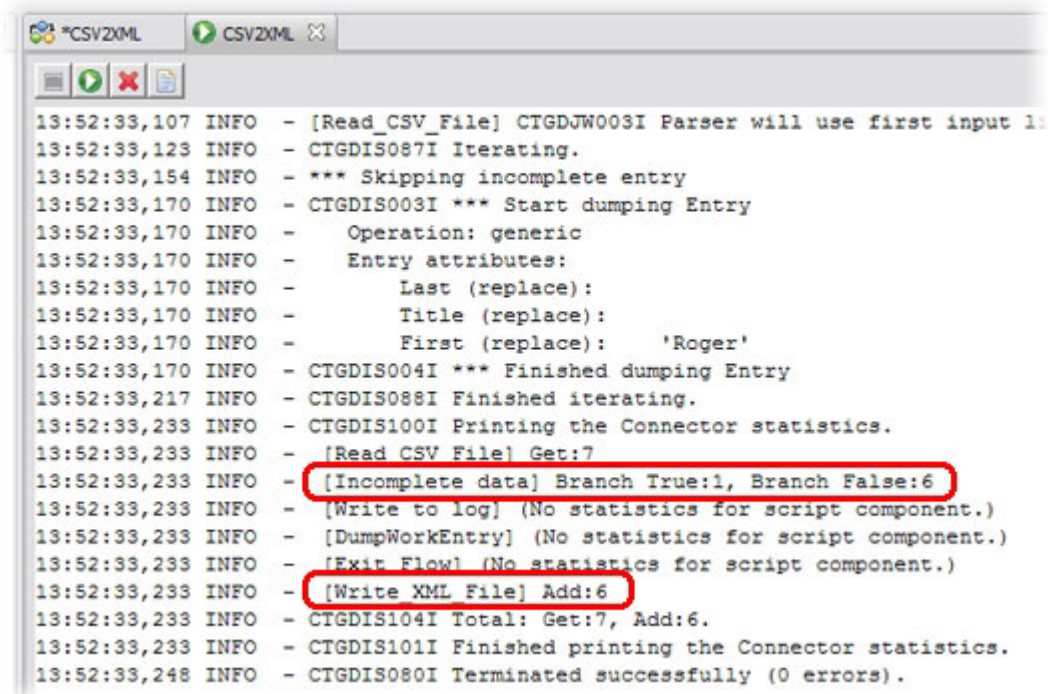 *CSV2XML CSV2XML
13:52:33,107 INFO - [Read_CSV_File] CTGDJW003I Parser will use first input
13:52:33,123 INFO - CTGDIS087I Iterating.
13:52:33,154 INFO - *** Skipping incomplete entry
13:52:33,170 INFO - CTGDIS003I *** Start dumping Entry
13:52:33,170 INFO - Operation: generic
13:52:33,170 INFO - Entry attributes:
13:52:33,170 INFO - Last (replace):
13:52:33,170 INFO - Title (replace):
13:52:33,170 INFO - First (replace): 'Roger'
13:52:33,170 INFO - CTGDIS004I *** Finished dumping Entry
13:52:33,217 INFO - CTGDIS088I Finished iterating.
13:52:33,233 INFO - CTGDIS100I Printing the Connector statistics.
13:52:33,233 INFO - [Read_CSV_File] Get:7
13:52:33,233 INFO - [Incomplete data] Branch True:1, Branch False:6
13:52:33,233 INFO - [Write to log] (No statistics for script component.)
13:52:33,233 INFO - [DumpWorkEntry] (No statistics for script component.)
13:52:33,233 INFO - [Exit Flow] (No statistics for script component.)
13:52:33,233 INFO - [Write_XML_File] Add:6
13:52:33,233 INFO - CTGDIS104I Total: Get:7, Add:6.
13:52:33,233 INFO - CTGDIS101I Finished printing the Connector statistics.
13:52:33,248 INFO - CTGDIS080I Terminated successfully (0 errors).